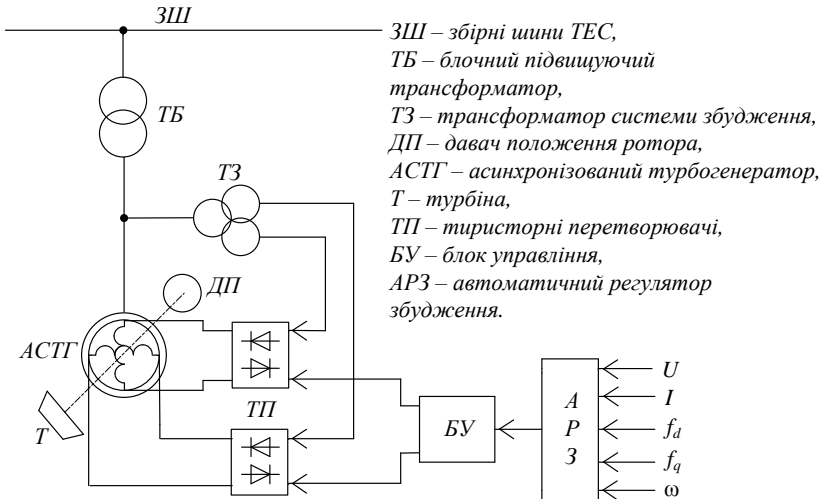 ЗШ
ЗШ – збірні шини ТЕС,
ТБ – блочний підвищуючий
трансформатор,
ТЗ – трансформатор системи збудження,
ДП – давач положення ротора,
АСТГ – асинхронізований турбогенератор,
Т – турбіна,
ТП – тиристорні перетворювачі,
БУ – блок управління,
АРЗ – автоматичний регулятор
збудження.
ТБ
ТЗ
ДП
АСТГ
Т
ТП
БУ
А
Р
З
U
I
fd
fq
ω